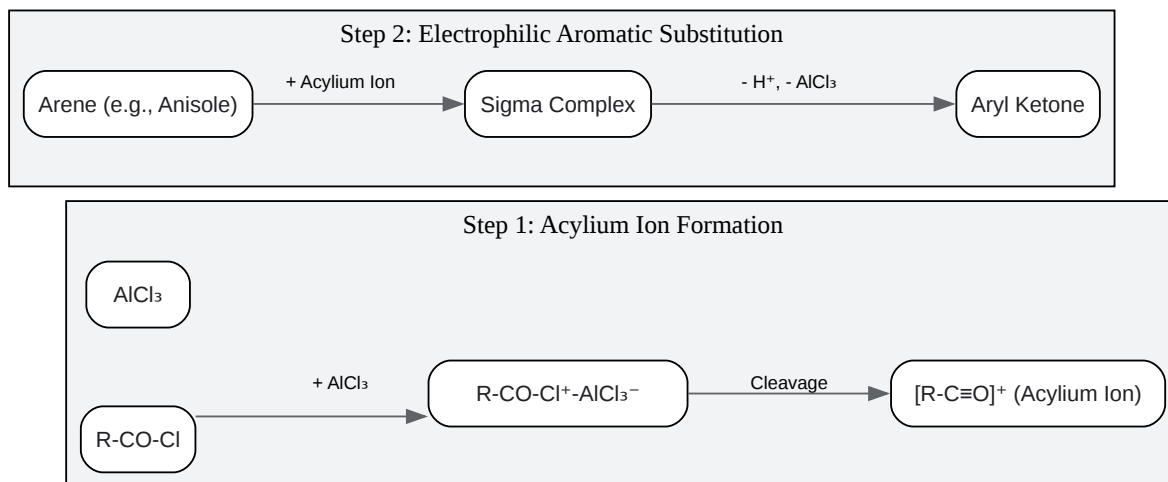 Step 2: Electrophilic Aromatic Substitution
Arene (e.g., Anisole)
+ Acylium Ion
Sigma Complex
- H⁺, - AlCl₃
Aryl Ketone
Step 1: Acylium Ion Formation
AlCl₃
R-CO-Cl
+ AlCl₃
R-CO-Cl⁺-AlCl₃⁻
Cleavage
[R-C≡O]⁺ (Acylium Ion)